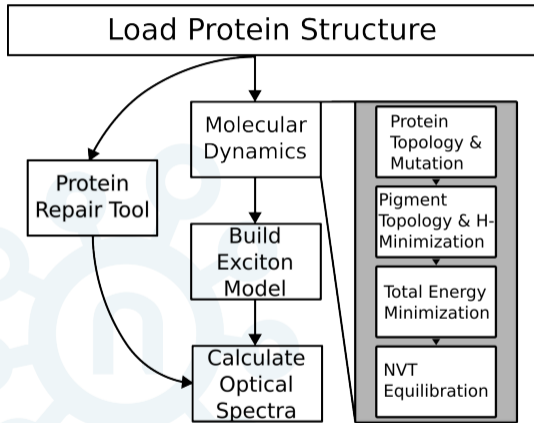 Load Protein Structure
Molecular
Dynamics
Protein
Repair Tool
Build
Exciton
Model
Calculate
Optical
Spectra
Protein
Topology &
Mutation
Pigment
Topology & H-
Minimization
Total Energy
Minimization
NVT
Equilibration
n